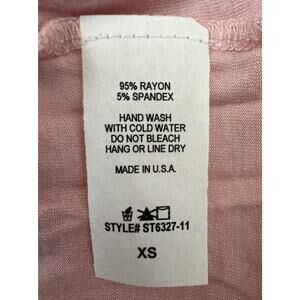 95% RAYON
5% SPANDEX
HAND WASH
WITH COLD WATER
DO NOT BLEACH
HANG OR LINE DRY
MADE IN U.S.A.
STYLE# ST6327-11
XS